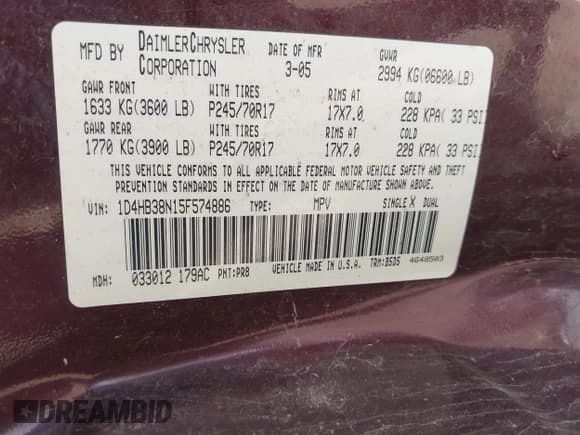 MFD BY DAIMLERCHRYSLER CORPORATION DATE OF MFR 3-05 GVWR 2994 KG(06600 LB)
GAWR FRONT WITH TIRES RIMS AT COLD
1633 KG(3600 LB) P245/70R17 17X7.0 228 KPA( 33 PSI)
GAWR REAR WITH TIRES RIMS AT COLD
1770 KG(3900 LB) P245/70R17 17X7.0 228 KPA( 33 PSI)
THIS VEHICLE CONFORMS TO ALL APPLICABLE FEDERAL MOTOR VEHICLE SAFETY AND THEFT
PREVENTION STANDARDS IN EFFECT ON THE DATE OF MANUFACTURE SHOWN ABOVE.
VIN: 1D4HB38N15F574886 TYPE: MPV SINGLE X DUAL
MDH: 033012 179AC PNT:PR8 VEHICLE MADE IN U.S.A. TRM:B5D5 4648503
DREAMBID